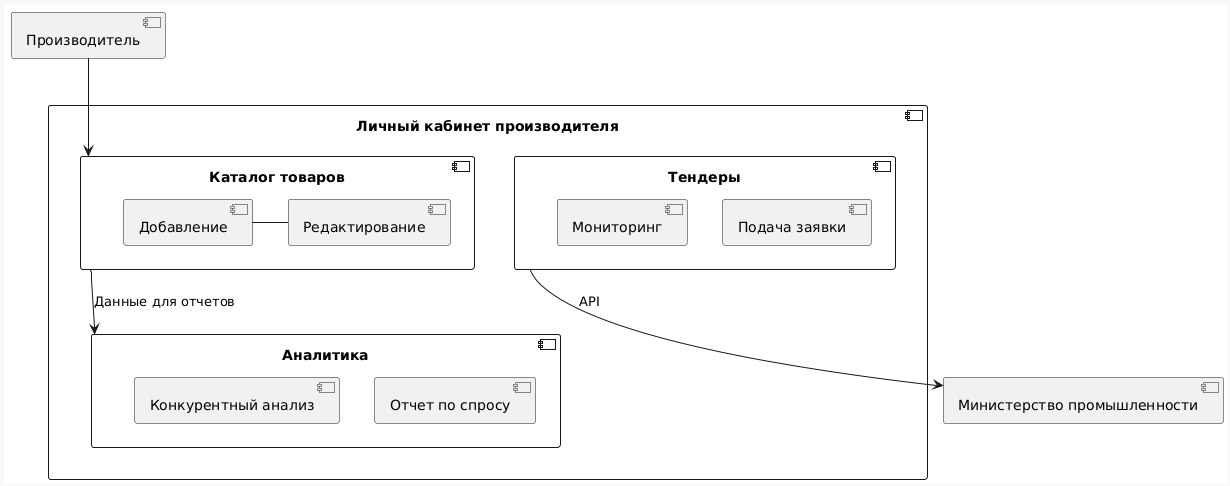 Производитель
Личный кабинет производителя
Каталог товаров
Тендеры
Добавление
Редактирование
Мониторинг
Подача заявки
Данные для отчетов
API
Аналитика
Конкурентный анализ
Отчет по спросу
Министерство промышленности